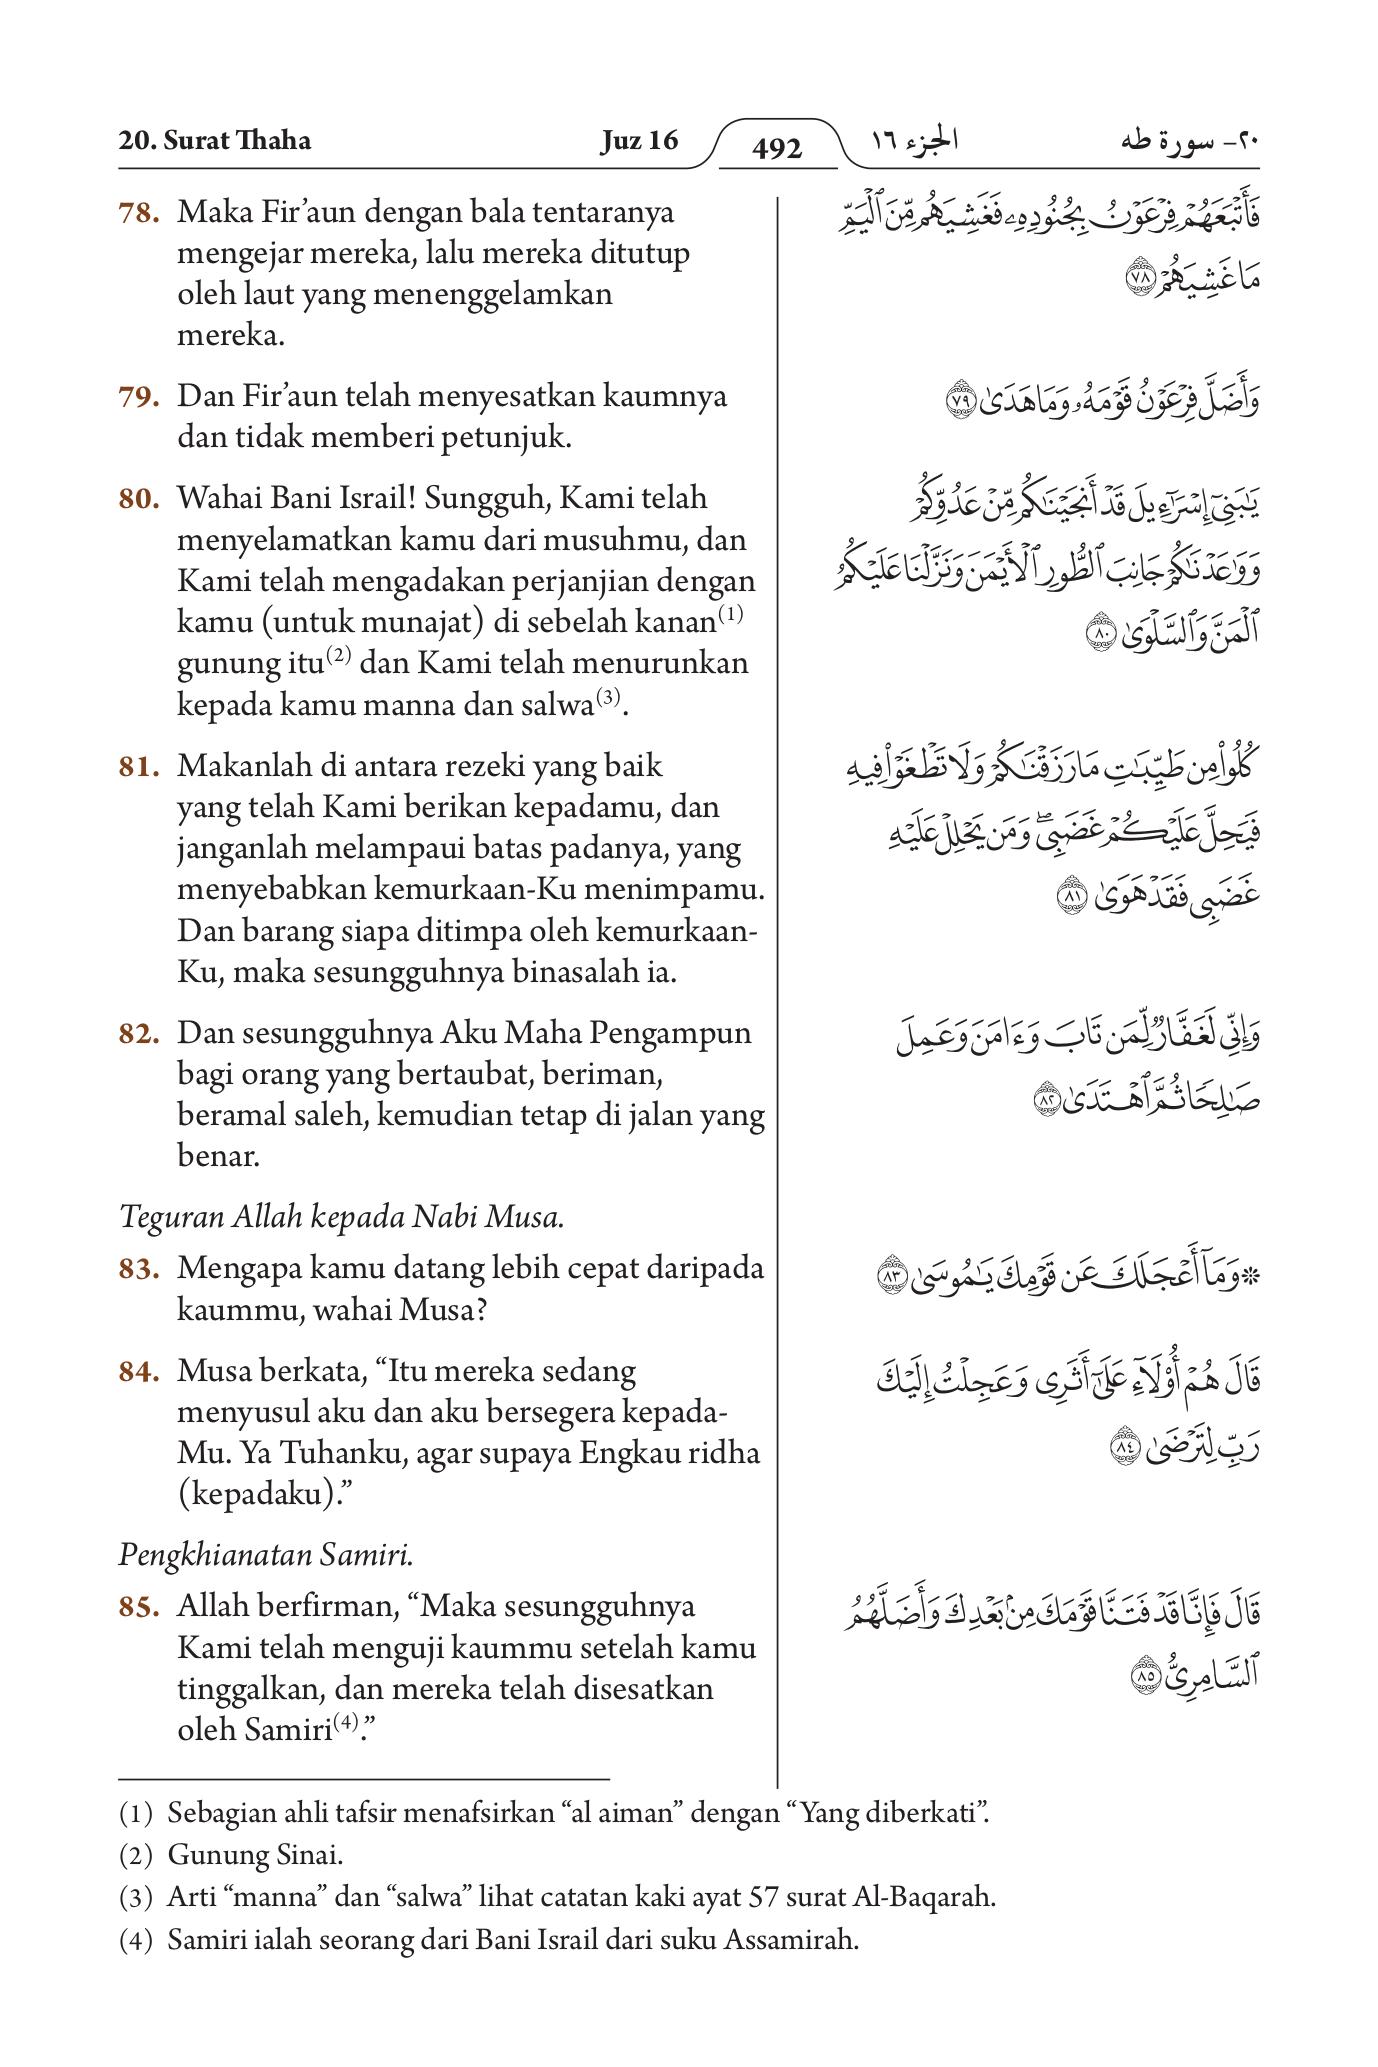 20. Surat Thaha
Juz 16
492
الجزء ١٦
٢٠- سورة طه
78. Maka Fir’aun dengan bala tentaranya
mengejar mereka, lalu mereka ditutup
oleh laut yang menenggelamkan
mereka.
فَأَتْبَعَهُمْ فِرْعَوْنُ بِجُنُودِهِۦ فَغَشِيَهُم مِّنَ ٱلْيَمِّ
مَا غَشِيَهُمْ ٧٨
79. Dan Fir’aun telah menyesatkan kaumnya
dan tidak memberi petunjuk.
وَأَضَلَّ فِرْعَوْنُ قَوْمَهُۥ وَمَا هَدَىٰ ٧٩
80. Wahai Bani Israil! Sungguh, Kami telah
menyelamatkan kamu dari musuhmu, dan
Kami telah mengadakan perjanjian dengan
kamu (untuk munajat) di sebelah kanan(1)
gunung itu(2) dan Kami telah menurunkan
kepada kamu manna dan salwa(3).
يَٰبَنِىٓ إِسْرَٰٓءِيلَ قَدْ أَنجَيْنَٰكُم مِّنْ عَدُوِّكُمْ
وَوَٰعَدْنَٰكُمْ جَانِبَ ٱلطُّورِ ٱلْأَيْمَنَ وَنَزَّلْنَا عَلَيْكُمُ
ٱلْمَنَّ وَٱلسَّلْوَىٰ ٨٠
81. Makanlah di antara rezeki yang baik
yang telah Kami berikan kepadamu, dan
janganlah melampaui batas padanya, yang
menyebabkan kemurkaan-Ku menimpamu.
Dan barang siapa ditimpa oleh kemurkaan-
Ku, maka sesungguhnya binasalah ia.
كُلُوا۟ مِن طَيِّبَٰتِ مَا رَزَقْنَٰكُمْ وَلَا تَطْغَوْا۟ فِيهِ
فَيَحِلَّ عَلَيْكُمْ غَضَبِى ۖ وَمَن يَحْلِلْ عَلَيْهِ
غَضَبِى فَقَدْ هَوَىٰ ٨١
82. Dan sesungguhnya Aku Maha Pengampun
bagi orang yang bertaubat, beriman,
beramal saleh, kemudian tetap di jalan yang
benar.
وَإِنِّى لَغَفَّارٌ لِّمَن تَابَ وَءَامَنَ وَعَمِلَ
صَٰلِحًا ثُمَّ ٱهْتَدَىٰ ٨٢
Teguran Allah kepada Nabi Musa.
83. Mengapa kamu datang lebih cepat daripada
kaummu, wahai Musa?
* وَمَآ أَعْجَلَكَ عَن قَوْمِكَ يَٰمُوسَىٰ ٨٣
84. Musa berkata, “Itu mereka sedang
menyusul aku dan aku bersegera kepada-
Mu. Ya Tuhanku, agar supaya Engkau ridha
(kepadaku).”
قَالَ هُمْ أُو۟لَآءِ عَلَىٰٓ أَثَرِى وَعَجِلْتُ إِلَيْكَ
رَبِّ لِتَرْضَىٰ ٨٤
Pengkhianatan Samiri.
85. Allah berfirman, “Maka sesungguhnya
Kami telah menguji kaummu setelah kamu
tinggalkan, dan mereka telah disesatkan
oleh Samiri(4).”
قَالَ فَإِنَّا قَدْ فَتَنَّا قَوْمَكَ مِنۢ بَعْدِكَ وَأَضَلَّهُمُ
ٱلسَّامِرِىُّ ٨٥
(1) Sebagian ahli tafsir menafsirkan “al aiman” dengan “Yang diberkati”.
(2) Gunung Sinai.
(3) Arti “manna” dan “salwa” lihat catatan kaki ayat 57 surat Al-Baqarah.
(4) Samiri ialah seorang dari Bani Israil dari suku Assamirah.